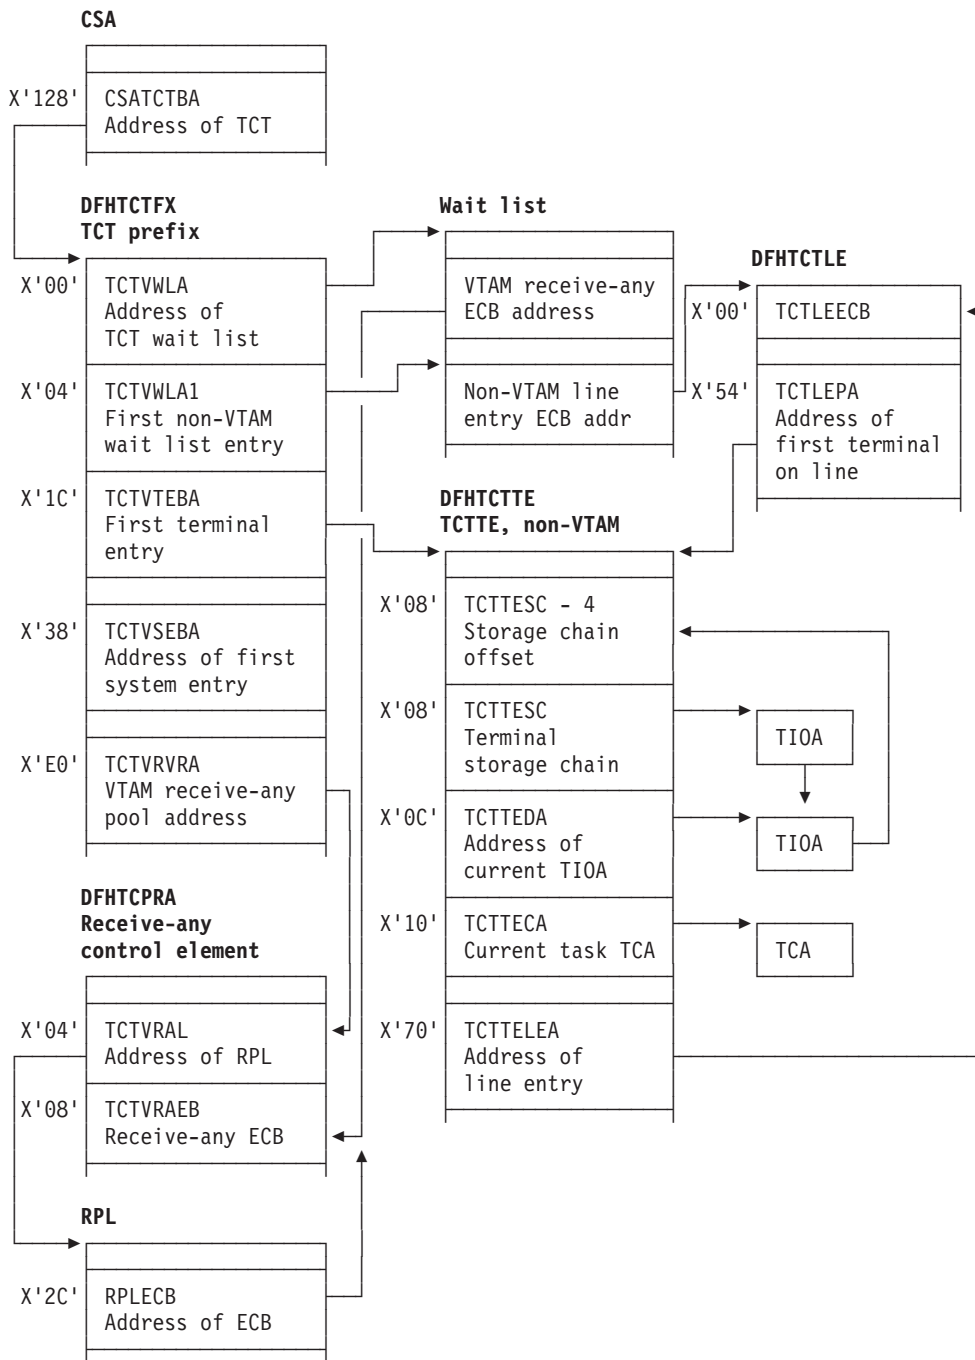 CSA
X'128' CSATCTBA
Address of TCT
DFHTCTFX
TCT prefix
X'00' TCTVWLA
Address of
TCT wait list
X'04' TCTVWLA1
First non-VTAM
wait list entry
X'1C' TCTVTEBA
First terminal
entry
X'38' TCTVSEBA
Address of first
system entry
X'E0' TCTVRVRA
VTAM receive-any
pool address
DFHTCPRA
Receive-any
control element
X'04' TCTVRAL
Address of RPL
X'08' TCTVRAEB
Receive-any ECB
RPL
X'2C' RPLECB
Address of ECB
Wait list
VTAM receive-any
ECB address
Non-VTAM line
entry ECB addr
DFHTCTLE
X'00' TCTLEECB
X'54' TCTLEPA
Address of
first terminal
on line
DFHTCTTE
TCTTE, non-VTAM
X'08' TCTTESC - 4
Storage chain
offset
X'08' TCTTESC
Terminal
storage chain
TIOA
X'0C' TCTTEDA
Address of
current TIOA
TIOA
X'10' TCTTECA
Current task TCA
TCA
X'70' TCTTELEA
Address of
line entry